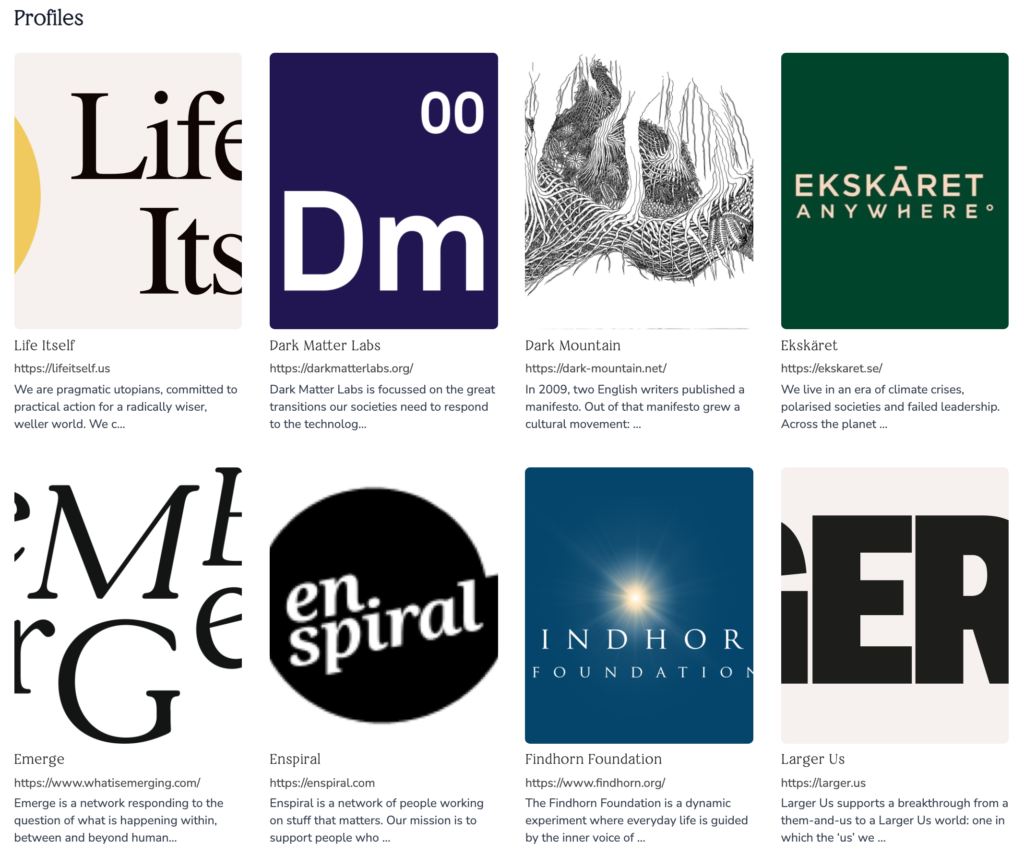 Profiles
Life
Its
00
Dm
EKSKĀRET
ANYWHERE°
Life Itself
https://lifeitself.us
We are pragmatic utopians, committed to
practical action for a radically wiser,
weller world. We c...
Dark Matter Labs
https://darkmatterlabs.org/
Dark Matter Labs is focussed on the great
transitions our societies need to respond
to the technolog...
Dark Mountain
https://dark-mountain.net/
In 2009, two English writers published a
manifesto. Out of that manifesto grew a
cultural movement: ...
Ekskäret
https://ekskaret.se/
We live in an era of climate crises,
polarised societies and failed leadership.
Across the planet ...
eME
rGe
en
spiral
INDHOR
FOUNDATION
GER
Emerge
https://www.whatisemerging.com/
Emerge is a network responding to the
question of what is happening within,
between and beyond human...
Enspiral
https://enspiral.com
Enspiral is a network of people working
on stuff that matters. Our mission is to
support people who ...
Findhorn Foundation
https://www.findhorn.org/
The Findhorn Foundation is a dynamic
experiment where everyday life is guided
by the inner voice of ...
Larger Us
https://larger.us
Larger Us supports a breakthrough from a
them-and-us to a Larger Us world: one in
which the ‘us’ we ...